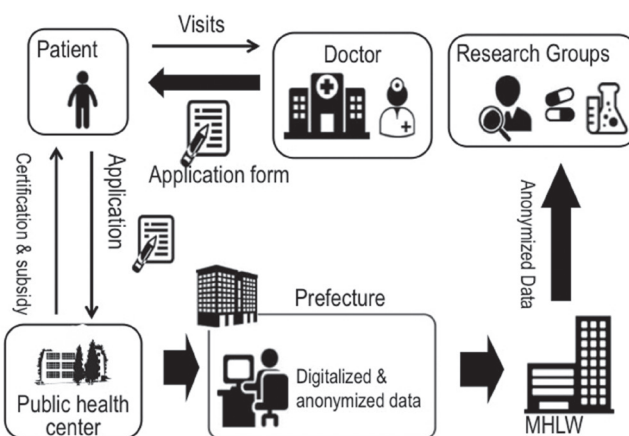 Visits
Patient
Doctor
Research Groups
Application form
Certification & subsidy
Application
Anonymized Data
Prefecture
Digitalized &
anonymized data
Public health
center
MHLW